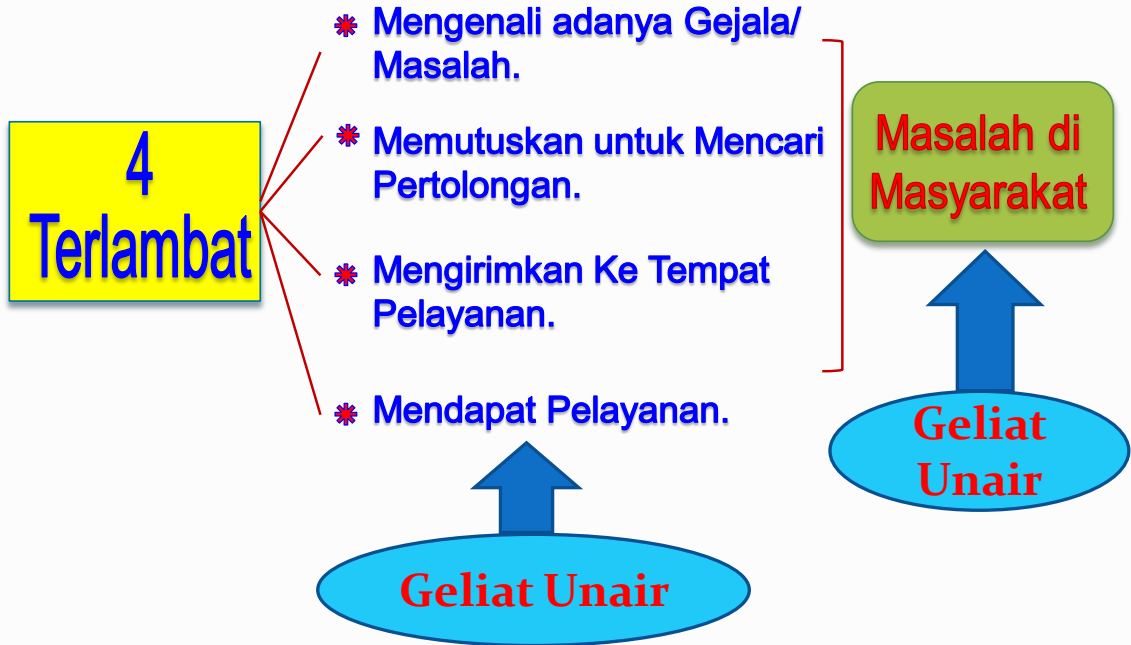 4
Terlambat
Mengenali adanya Gejala/
Masalah.
Memutuskan untuk Mencari
Pertolongan.
Mengirimkan Ke Tempat
Pelayanan.
Mendapat Pelayanan.
Masalah di
Masyarakat
Geliat
Unair
Geliat Unair